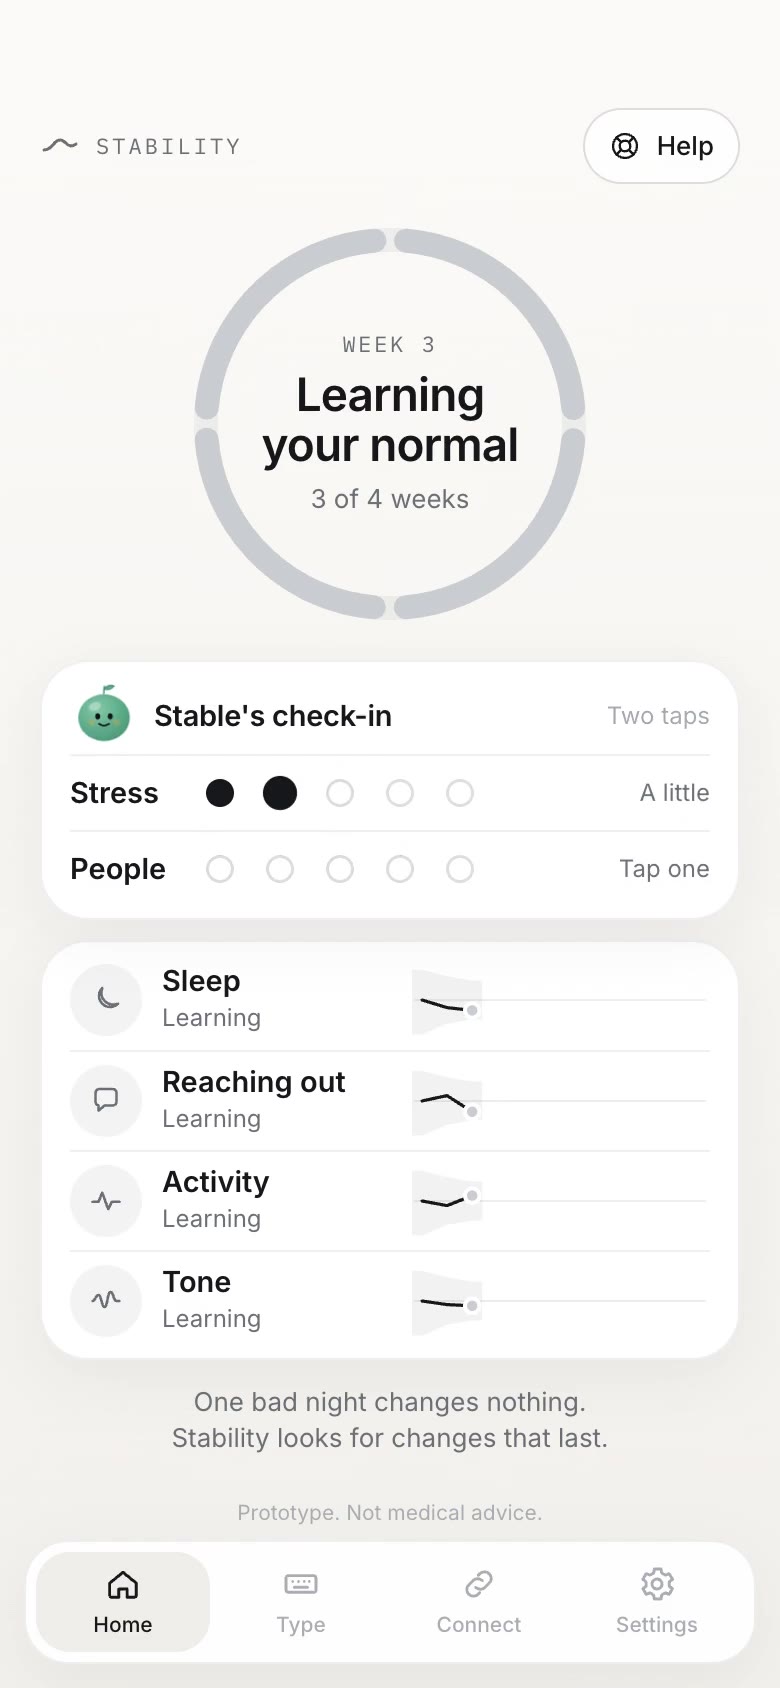 STABILITY
Help
WEEK 3
Learning
your normal
3 of 4 weeks
Stable's check-in
Two taps
Stress
A little
People
Tap one
Sleep
Learning
Reaching out
Learning
Activity
Learning
Tone
Learning
One bad night changes nothing.
Stability looks for changes that last.
Prototype. Not medical advice.
Home
Type
Connect
Settings